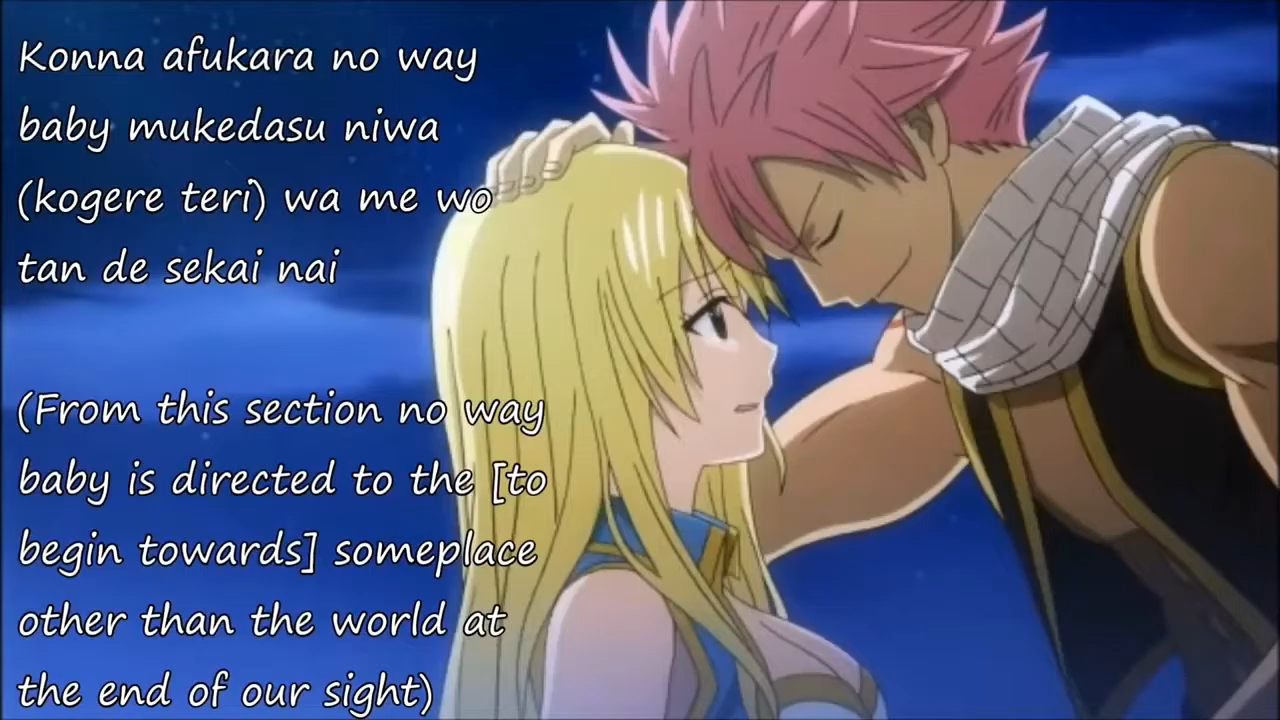 Konna afukara no way
baby mukedasu niwa
(kogere teri) wa me wo
tan de sekai nai
(From this section no way
baby is directed to the [to
begin towards] someplace
other than the world at
the end of our sight)